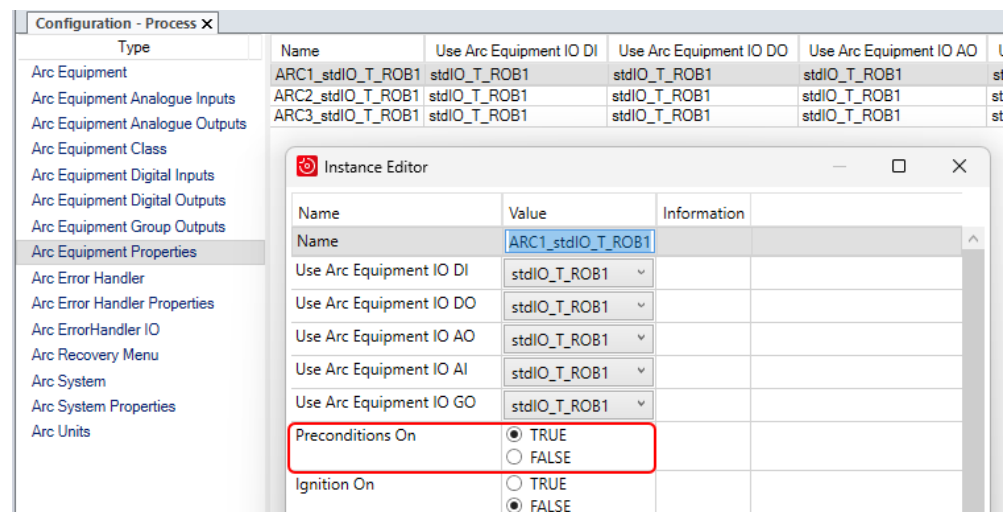 Configuration - Process X
Type
Arc Equipment
Arc Equipment Analogue Inputs
Arc Equipment Analogue Outputs
Arc Equipment Class
Arc Equipment Digital Inputs
Arc Equipment Digital Outputs
Arc Equipment Group Outputs
Arc Equipment Properties
Arc Error Handler
Arc Error Handler Properties
Arc ErrorHandler IO
Arc Recovery Menu
Arc System
Arc System Properties
Arc Units
Name Use Arc Equipment IO DI Use Arc Equipment IO DO Use Arc Equipment IO AO
ARC1_stdIO_T_ROB1 stdIO_T_ROB1 stdIO_T_ROB1 stdIO_T_ROB1
ARC2_stdIO_T_ROB1 stdIO_T_ROB1 stdIO_T_ROB1 stdIO_T_ROB1
ARC3_stdIO_T_ROB1 stdIO_T_ROB1 stdIO_T_ROB1 stdIO_T_ROB1
Instance Editor
Name Value Information
Name ARC1_stdIO_T_ROB1
Use Arc Equipment IO DI stdIO_T_ROB1
Use Arc Equipment IO DO stdIO_T_ROB1
Use Arc Equipment IO AO stdIO_T_ROB1
Use Arc Equipment IO AI stdIO_T_ROB1
Use Arc Equipment IO GO stdIO_T_ROB1
Preconditions On TRUE
FALSE
Ignition On TRUE
FALSE